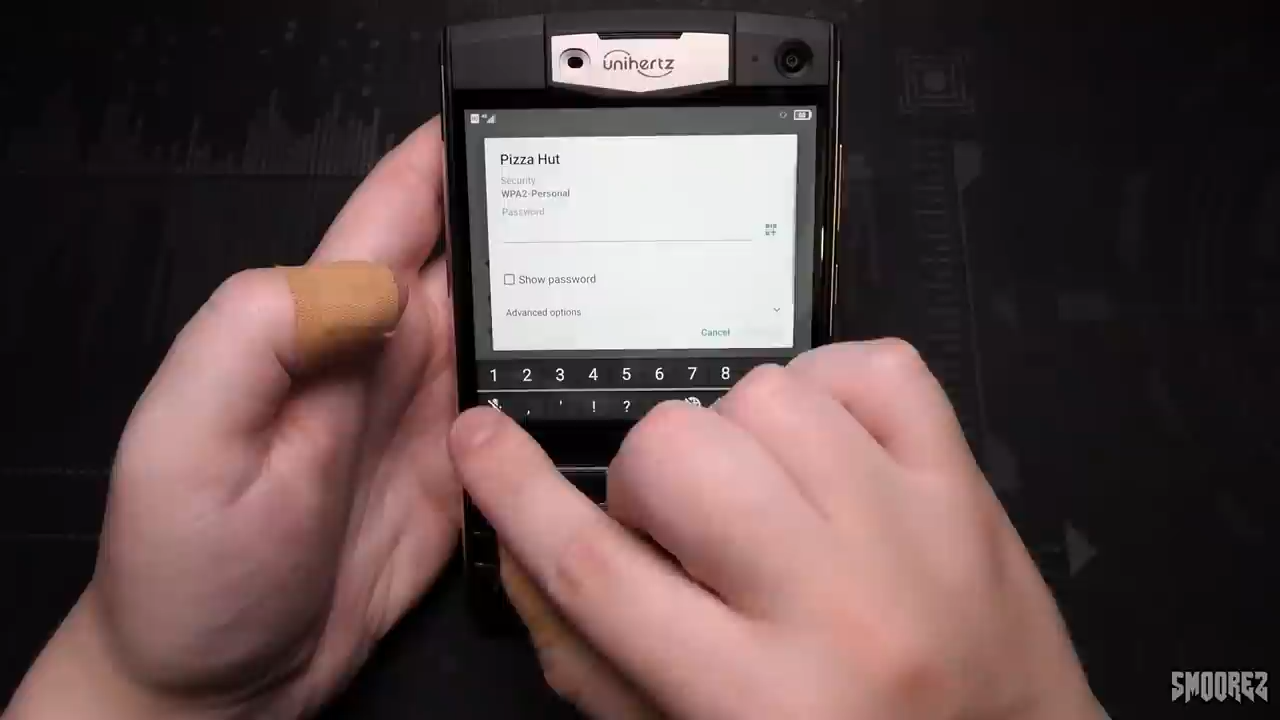 unihertz
Pizza Hut
Security
WPA2-Personal
Password
Show password
Advanced options
Cancel
1 2 3 4 5 6 7 8
, ' ! ?
SMOOREZ